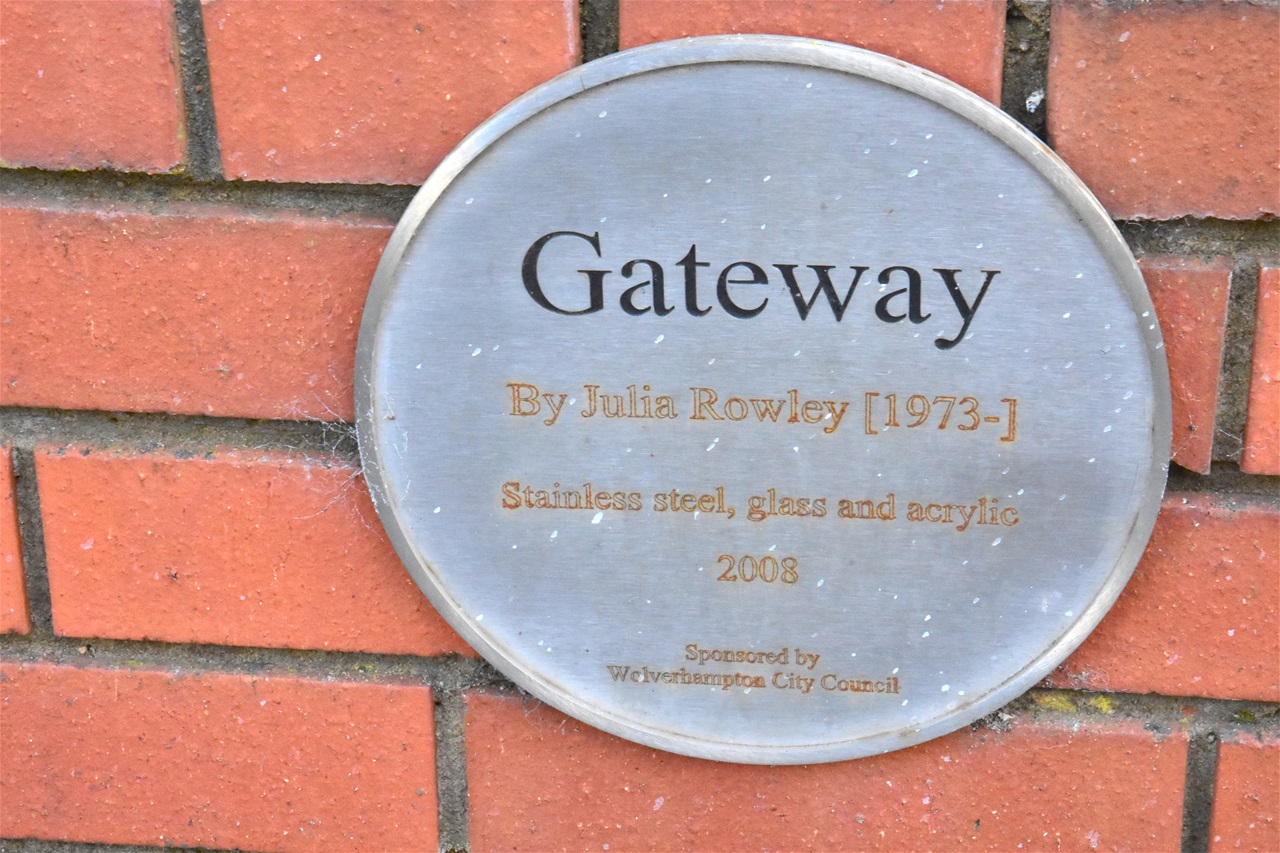 Gateway
By Julia Rowley [1973-]
Stainless steel, glass and acrylic
2008
Sponsored by
Wolverhampton City Council